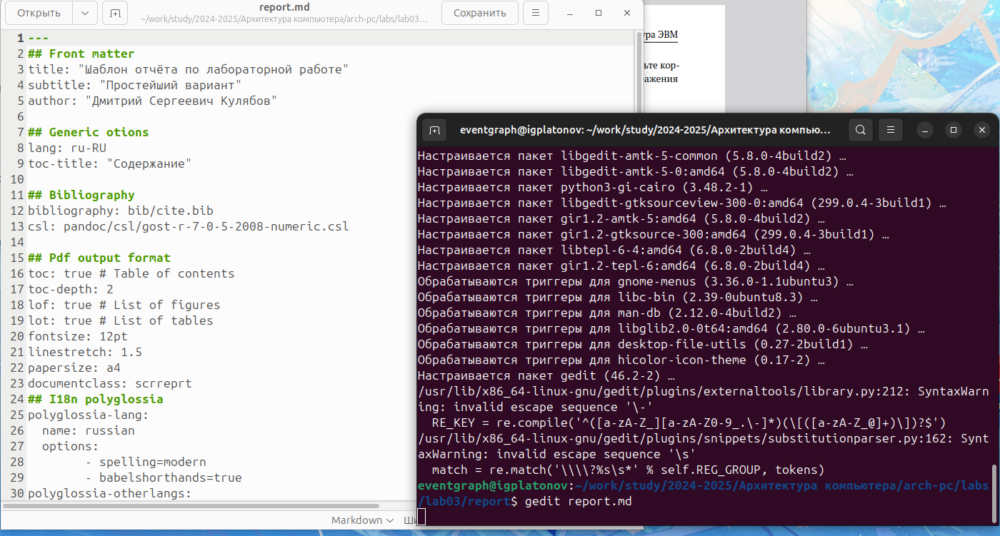 Открыть
report.md
~/work/study/2024-2025/Архитектура компьютера/arch-pc/labs/lab03…
Сохранить
1 ---
2 ## Front matter
3 title: "Шаблон отчёта по лабораторной работе"
4 subtitle: "Простейший вариант"
5 author: "Дмитрий Сергеевич Кулябов"
6
7 ## Generic otions
8 lang: ru-RU
9 toc-title: "Содержание"
10
11 ## Bibliography
12 bibliography: bib/cite.bib
13 csl: pandoc/csl/gost-r-7-0-5-2008-numeric.csl
14
15 ## Pdf output format
16 toc: true # Table of contents
17 toc-depth: 2
18 lof: true # List of figures
19 lot: true # List of tables
20 fontsize: 12pt
21 linestretch: 1.5
22 papersize: a4
23 documentclass: scrreprt
24 ## I18n polyglossia
25 polyglossia-lang:
26 name: russian
27 options:
28 - spelling=modern
29 - babelshorthands=true
30 polyglossia-otherlangs:
Markdown
ЭВМ
eventgraph@igplatonov: ~/work/study/2024-2025/Архитектура компью…
Настраивается пакет libgedit-amtk-5-common (5.8.0-4build2) …
Настраивается пакет libgedit-amtk-5-0:amd64 (5.8.0-4build2) …
Настраивается пакет python3-gi-cairo (3.48.2-1) …
Настраивается пакет libgedit-gtksourceview-300-0:amd64 (299.0.4-3build1) …
Настраивается пакет gir1.2-amtk-5:amd64 (5.8.0-4build2) …
Настраивается пакет gir1.2-gtksource-300:amd64 (299.0.4-3build1) …
Настраивается пакет libtepl-6-4:amd64 (6.8.0-2build4) …
Настраивается пакет gir1.2-tepl-6:amd64 (6.8.0-2build4) …
Обрабатываются триггеры для gnome-menus (3.36.0-1.1ubuntu3) …
Обрабатываются триггеры для libc-bin (2.39-0ubuntu8.3) …
Обрабатываются триггеры для man-db (2.12.0-4build2) …
Обрабатываются триггеры для libglib2.0-0t64:amd64 (2.80.0-6ubuntu3.1) …
Обрабатываются триггеры для desktop-file-utils (0.27-2build1) …
Обрабатываются триггеры для hicolor-icon-theme (0.17-2) …
Настраивается пакет gedit (46.2-2) …
/usr/lib/x86_64-linux-gnu/gedit/plugins/externaltools/library.py:212: SyntaxWarn
ing: invalid escape sequence '\-'
RE_KEY = re.compile('^([a-zA-Z_][a-zA-Z0-9_.\-]*)(\[([a-zA-Z_@]+)\])?$')
/usr/lib/x86_64-linux-gnu/gedit/plugins/snippets/substitutionparser.py:162: Synt
axWarning: invalid escape sequence '\s'
match = re.match('\\\\?%s\s*' % self.REG_GROUP, tokens)
eventgraph@igplatonov:~/work/study/2024-2025/Архитектура компьютера/arch-pc/labs
/lab03/report$ gedit report.md